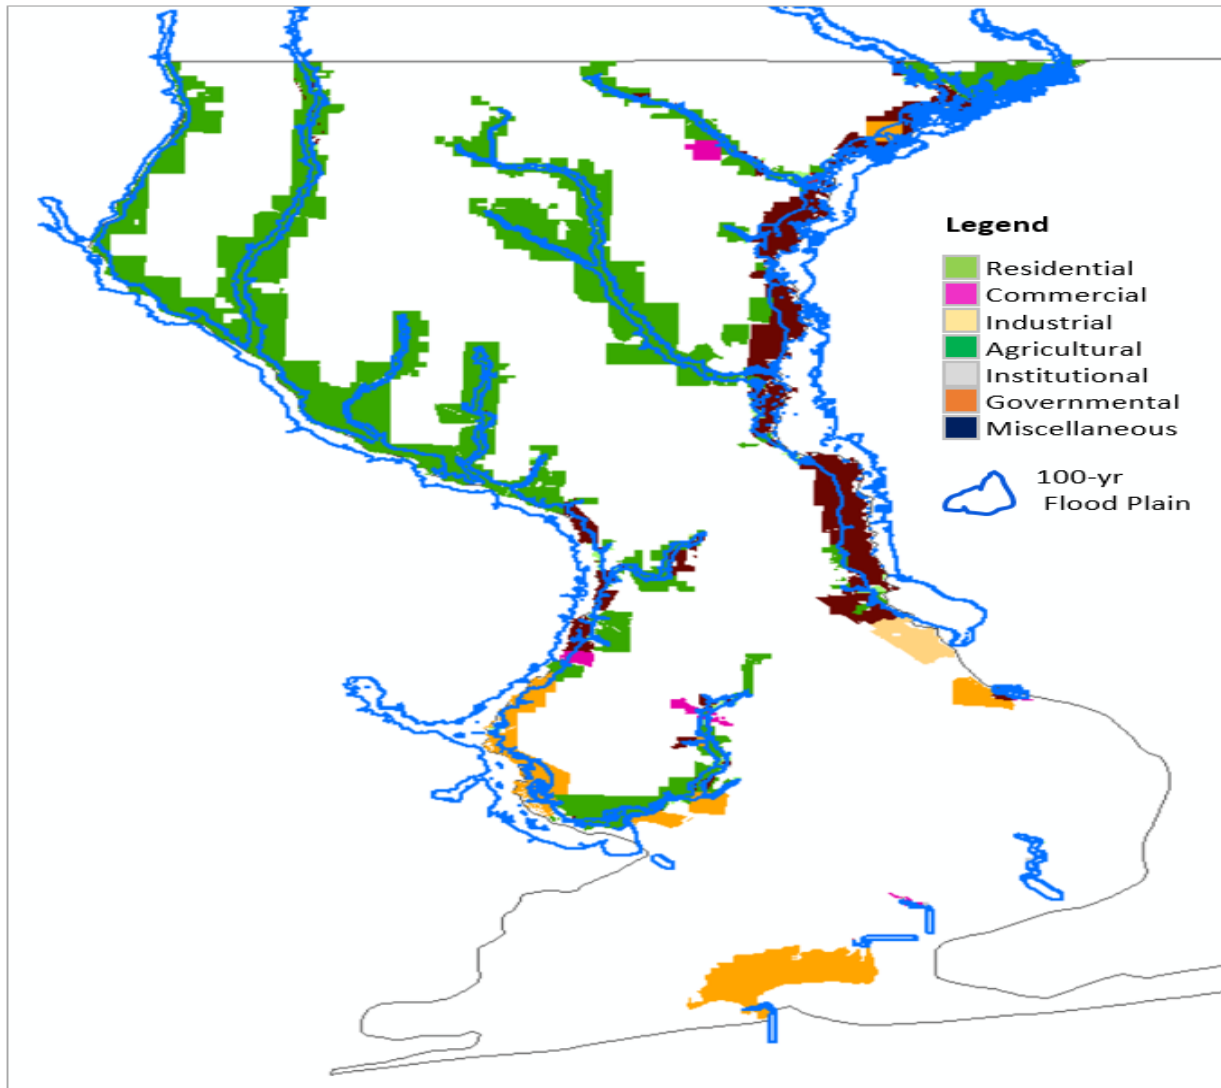 Legend
Residential
Commercial
Industrial
Agricultural
Institutional
Governmental
Miscellaneous
100-yr
Flood Plain